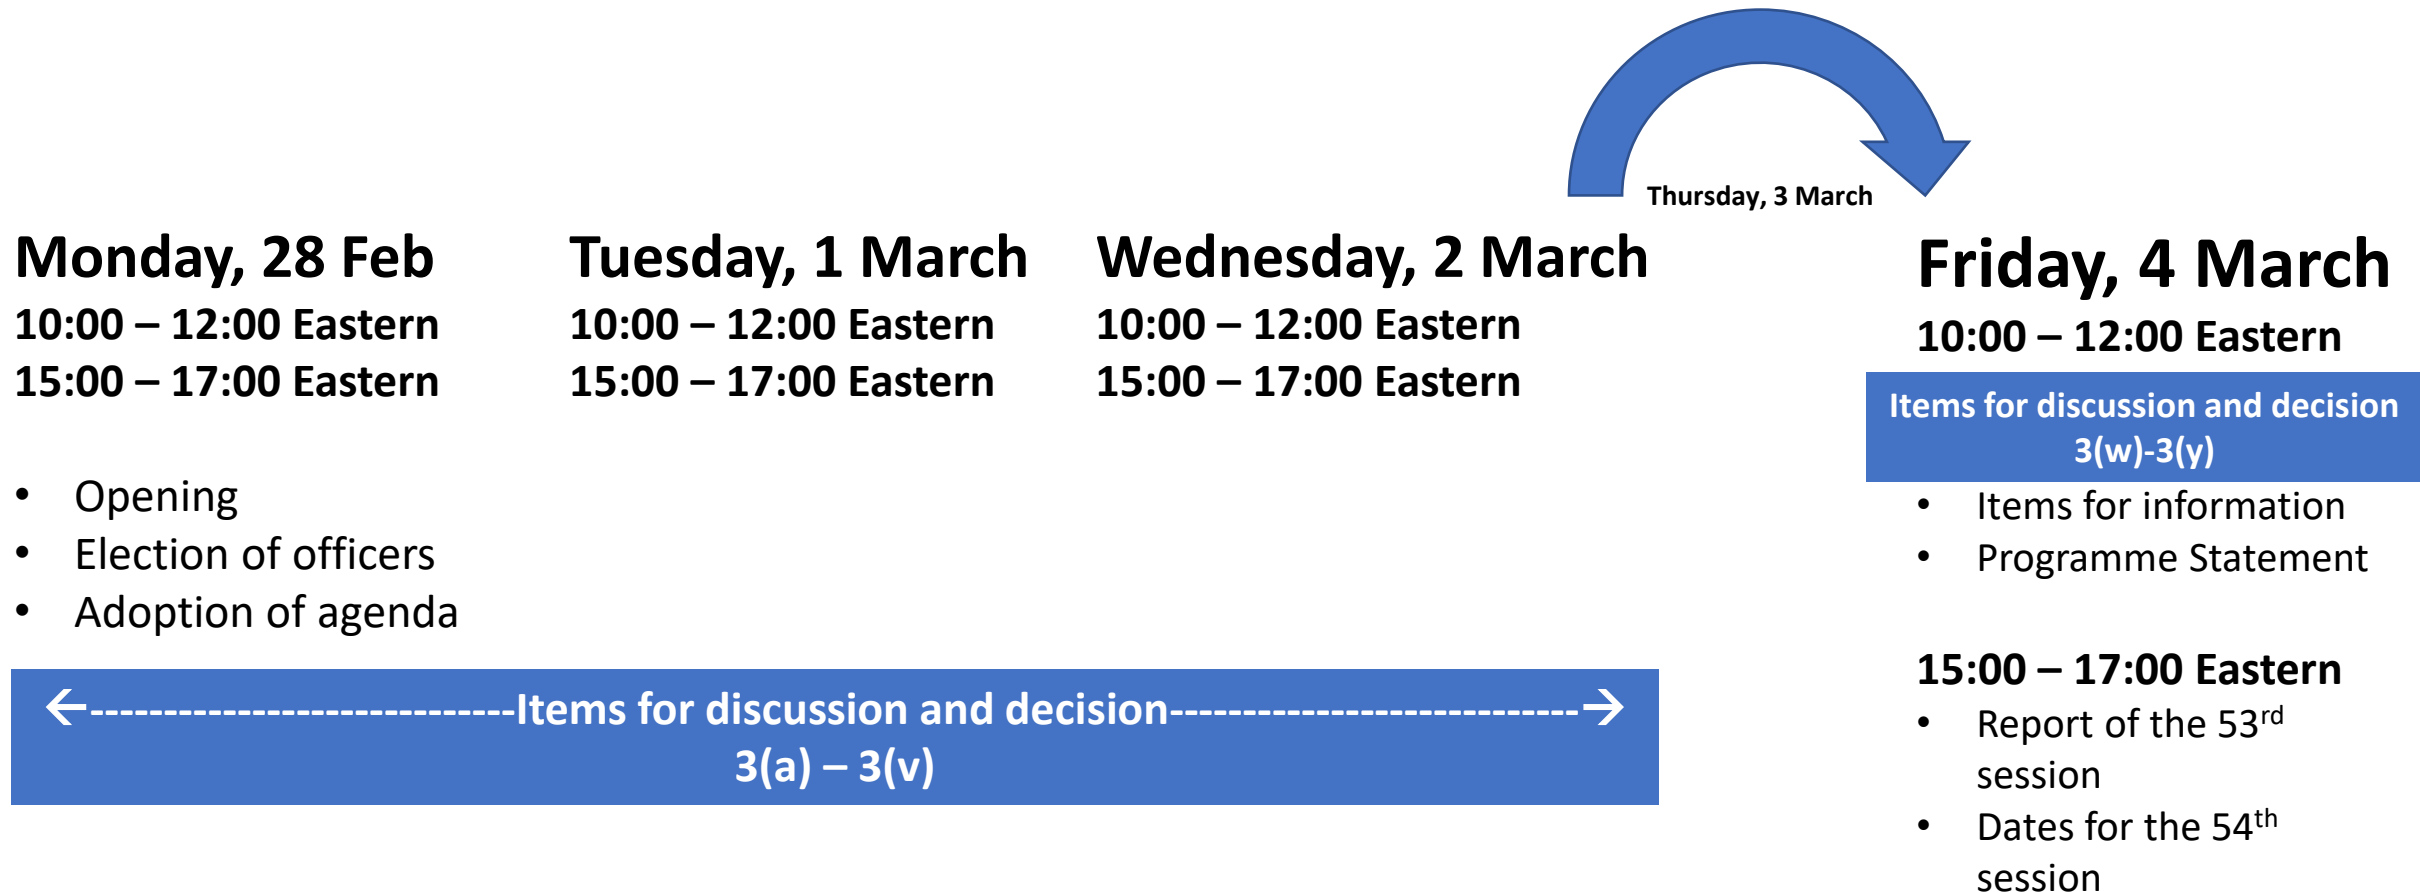 Thursday, 3 March
Monday, 28 Feb
10:00 – 12:00 Eastern
15:00 – 17:00 Eastern
• Opening
• Election of officers
• Adoption of agenda
Tuesday, 1 March
10:00 – 12:00 Eastern
15:00 – 17:00 Eastern
Wednesday, 2 March
10:00 – 12:00 Eastern
15:00 – 17:00 Eastern
←-----------------------------Items for discussion and decision----------------------------→
3(a) – 3(v)
Friday, 4 March
10:00 – 12:00 Eastern
Items for discussion and decision
3(w)-3(y)
• Items for information
• Programme Statement
15:00 – 17:00 Eastern
• Report of the 53rd
session
• Dates for the 54th
session